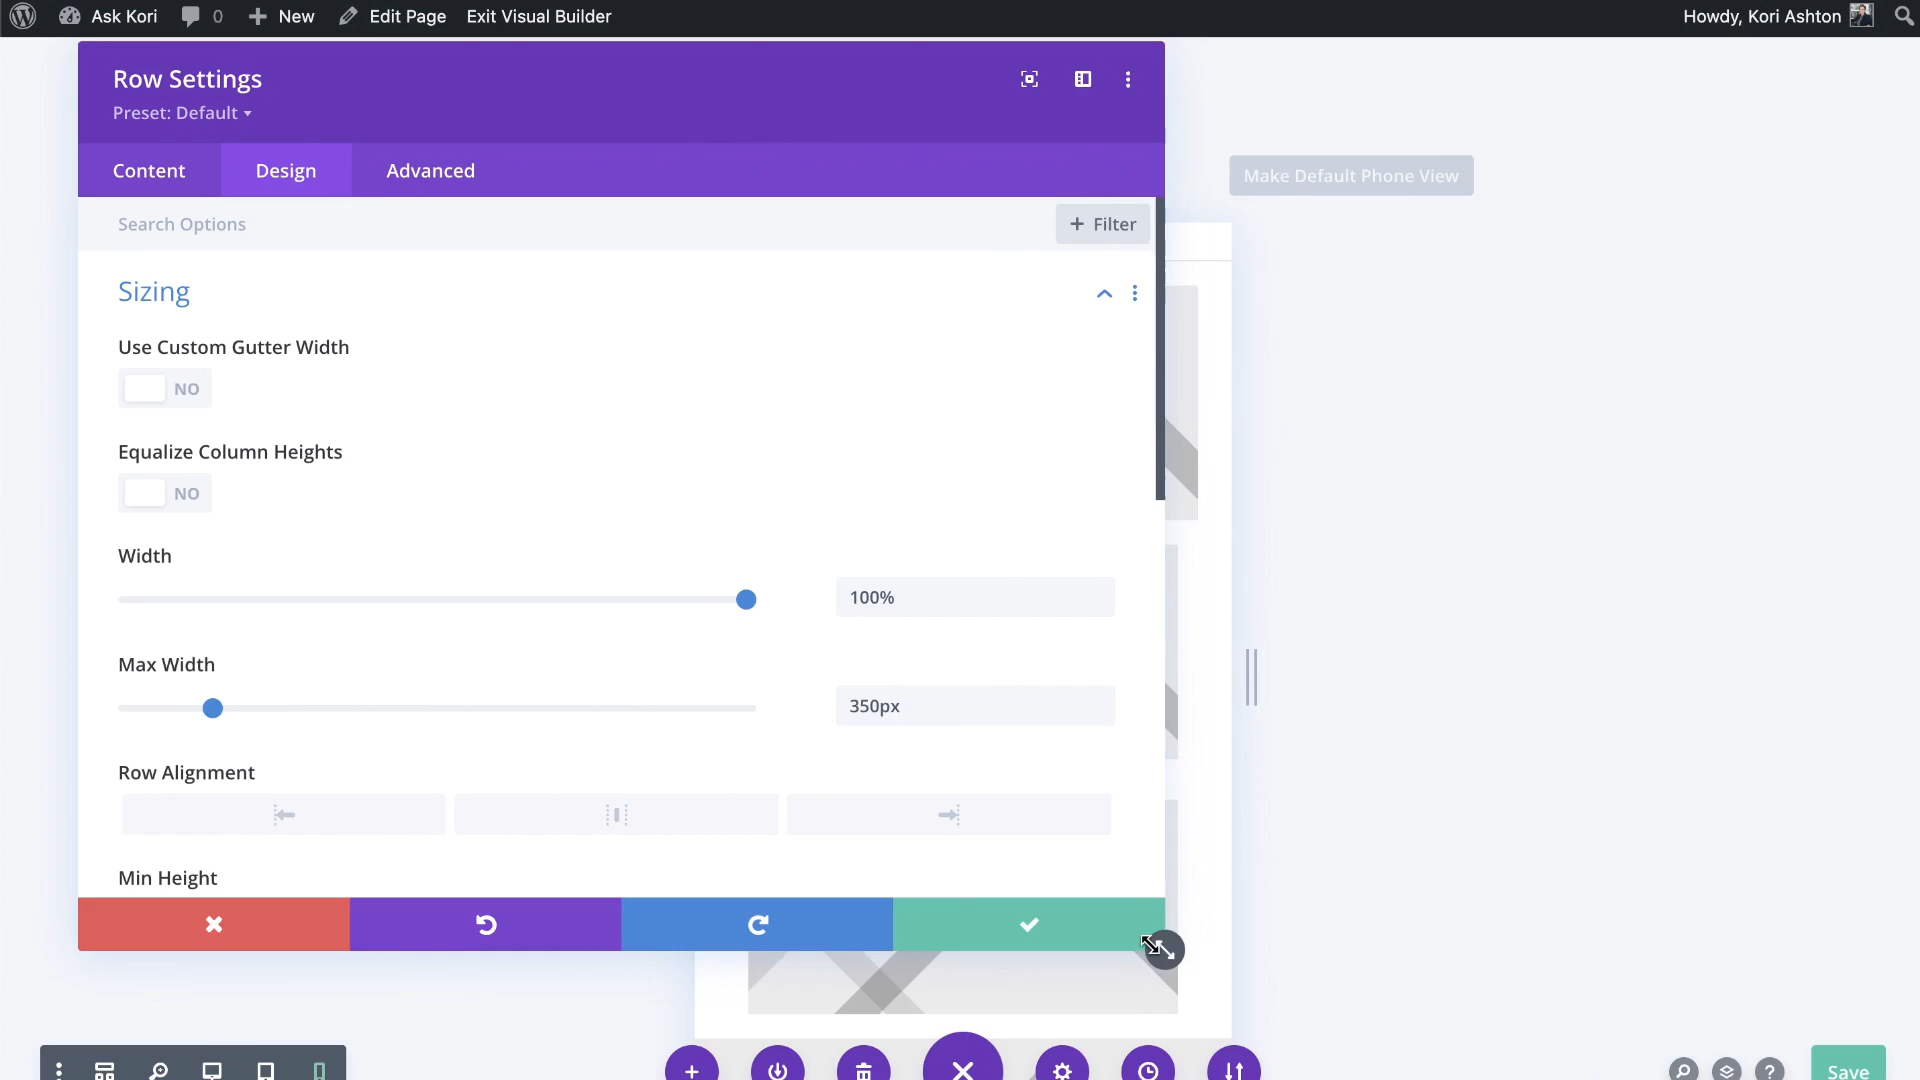 Ask Kori 0 New Edit Page Exit Visual Builder Howdy, Kori Ashton
Row Settings
Preset: Default
Content Design Advanced
Make Default Phone View
Search Options + Filter
Sizing
Use Custom Gutter Width
NO
Equalize Column Heights
NO
Width
100%
Max Width
350px
Row Alignment
Min Height
Save